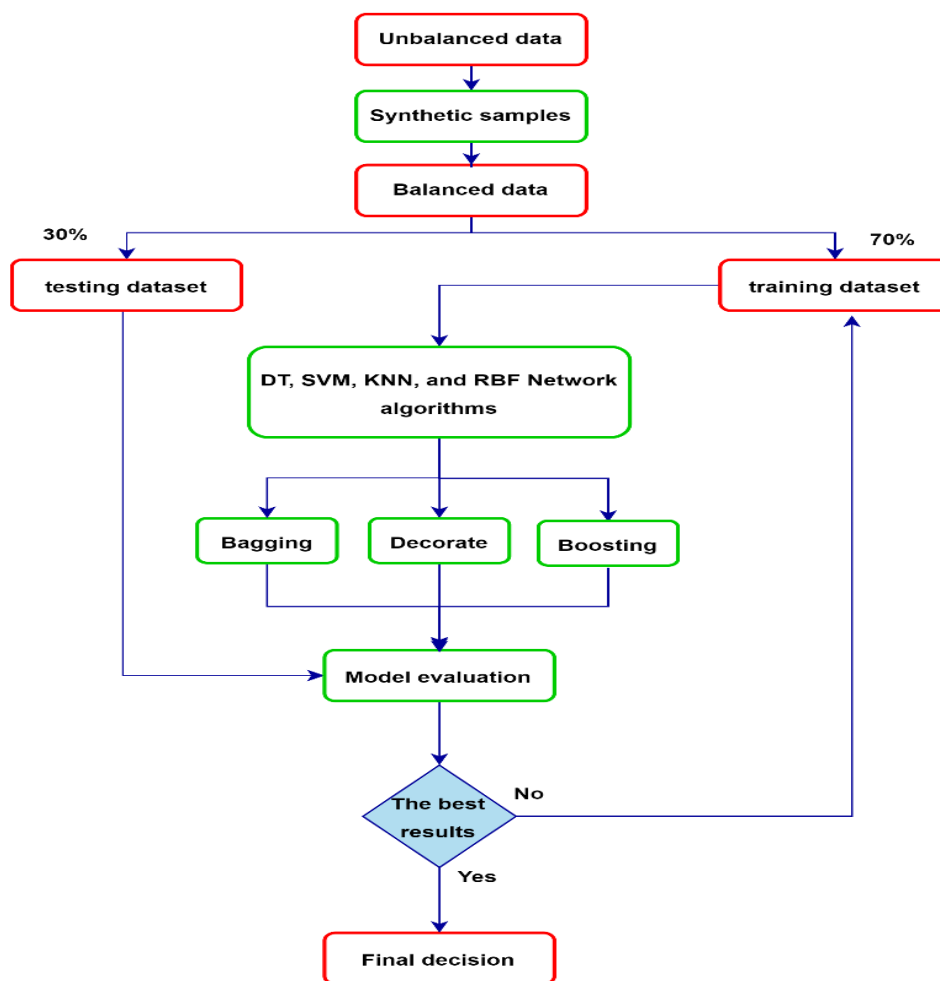 Unbalanced data
Synthetic samples
Balanced data
30%
70%
testing dataset
training dataset
DT, SVM, KNN, and RBF Network
algorithms
Bagging
Decorate
Boosting
Model evaluation
The best
results
No
Yes
Final decision